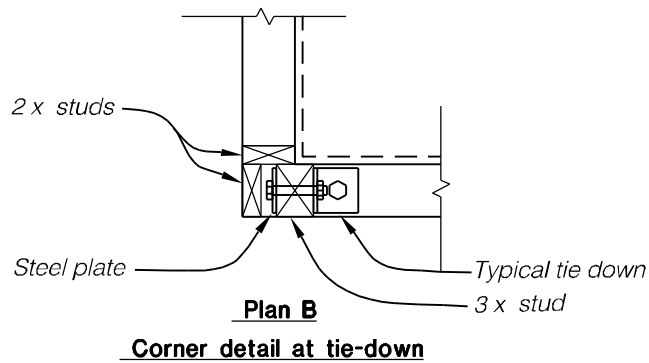 2 x studs
Steel plate
Typical tie down
3 x stud
Plan B
Corner detail at tie-down